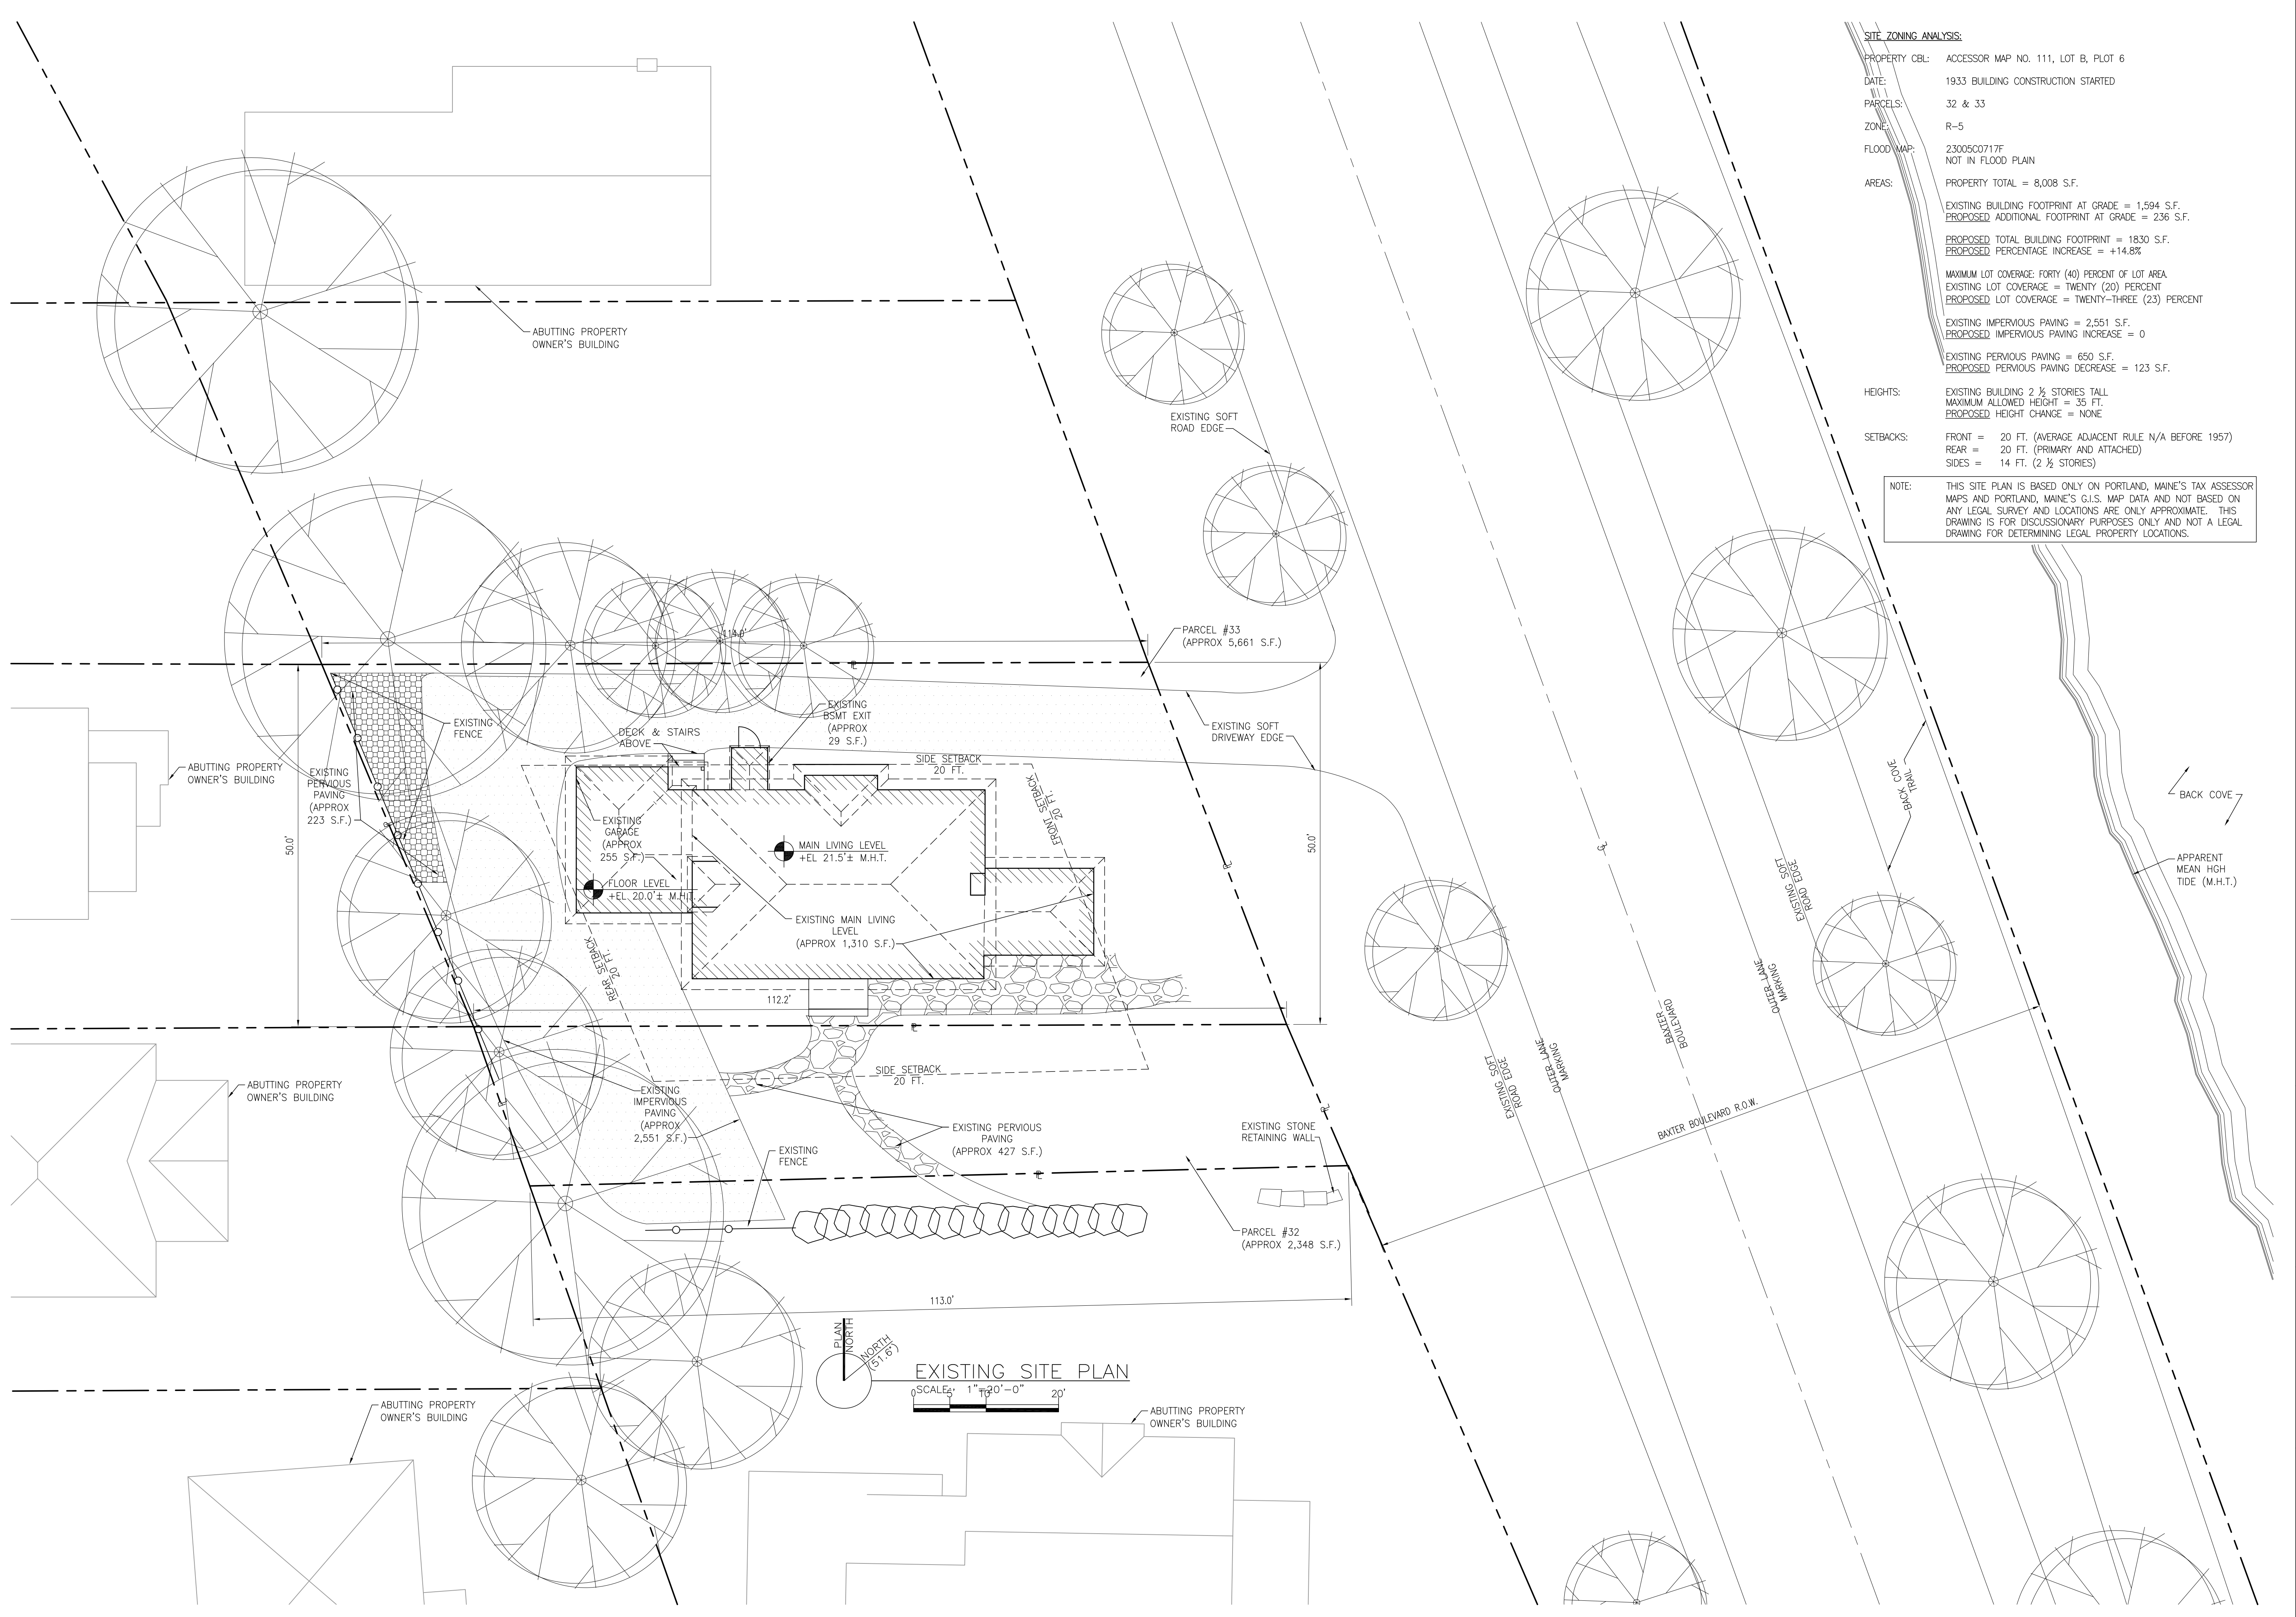 SITE ZONING ANALYSIS:
PROPERTY CBL: ACCESSOR MAP NO. 111, LOT B, PLOT 6
DATE: 1933 BUILDING CONSTRUCTION STARTED
PARCELS: 32 & 33
ZONE: R-5
FLOOD MAP: 23005C0717F
NOT IN FLOOD PLAIN
AREAS: PROPERTY TOTAL = 8,008 S.F.
EXISTING BUILDING FOOTPRINT AT GRADE = 1,594 S.F.
PROPOSED ADDITIONAL FOOTPRINT AT GRADE = 236 S.F.
PROPOSED TOTAL BUILDING FOOTPRINT = 1830 S.F.
PROPOSED PERCENTAGE INCREASE = +14.8%
MAXIMUM LOT COVERAGE: FORTY (40) PERCENT OF LOT AREA.
EXISTING LOT COVERAGE = TWENTY (20) PERCENT
PROPOSED LOT COVERAGE = TWENTY-THREE (23) PERCENT
EXISTING IMPERVIOUS PAVING = 2,551 S.F.
PROPOSED IMPERVIOUS PAVING INCREASE = 0
EXISTING PERVIOUS PAVING = 650 S.F.
PROPOSED PERVIOUS PAVING DECREASE = 123 S.F.
HEIGHTS: EXISTING BUILDING 2 ½ STORIES TALL
MAXIMUM ALLOWED HEIGHT = 35 FT.
PROPOSED HEIGHT CHANGE = NONE
SETBACKS: FRONT = 20 FT. (AVERAGE ADJACENT RULE N/A BEFORE 1957)
REAR = 20 FT. (PRIMARY AND ATTACHED)
SIDES = 14 FT. (2 ½ STORIES)
NOTE: THIS SITE PLAN IS BASED ONLY ON PORTLAND, MAINE'S TAX ASSESSOR
MAPS AND PORTLAND, MAINE'S G.I.S. MAP DATA AND NOT BASED ON
ANY LEGAL SURVEY AND LOCATIONS ARE ONLY APPROXIMATE. THIS
DRAWING IS FOR DISCUSSIONARY PURPOSES ONLY AND NOT A LEGAL
DRAWING FOR DETERMINING LEGAL PROPERTY LOCATIONS.
ABUTTING PROPERTY
OWNER'S BUILDING
EXISTING SOFT
ROAD EDGE
114.0'
PARCEL #33
(APPROX 5,661 S.F.)
PL
EXISTING
FENCE
EXISTING
BSMT EXIT
(APPROX
29 S.F.)
DECK & STAIRS
ABOVE
EXISTING SOFT
DRIVEWAY EDGE
SIDE SETBACK
20 FT.
FRONT SETBACK
20 FT.
ABUTTING PROPERTY
OWNER'S BUILDING
EXISTING
PERVIOUS
PAVING
(APPROX
223 S.F.)
PL
50.0'
EXISTING
GARAGE
(APPROX
255 S.F.)
MAIN LIVING LEVEL
+EL 21.5'± M.H.T.
FLOOR LEVEL
+EL. 20.0'± M.H.T.
50.0'
PL
CL
EXISTING MAIN LIVING
LEVEL
(APPROX 1,310 S.F.)
REAR SETBACK
20 FT.
112.2'
PL
BACK COVE
TRAIL
BACK COVE
EXISTING SOFT
ROAD EDGE
APPARENT
MEAN HGH
TIDE (M.H.T.)
OUTER LANE
MARKING
BAXTER
BOULEVARD
OUTER LANE
MARKING
EXISTING SOFT
ROAD EDGE
BAXTER BOULEVARD R.O.W.
ABUTTING PROPERTY
OWNER'S BUILDING
SIDE SETBACK
20 FT.
PL
EXISTING
IMPERVIOUS
PAVING
(APPROX
2,551 S.F.)
EXISTING PERVIOUS
PAVING
(APPROX 427 S.F.)
EXISTING
FENCE
EXISTING STONE
RETAINING WALL
PL
PL
PARCEL #32
(APPROX 2,348 S.F.)
113.0'
PLAN
NORTH
NORTH
(51.6°)
EXISTING SITE PLAN
SCALE: 1"=20'-0"
0 5' 10' 20'
ABUTTING PROPERTY
OWNER'S BUILDING
ABUTTING PROPERTY
OWNER'S BUILDING